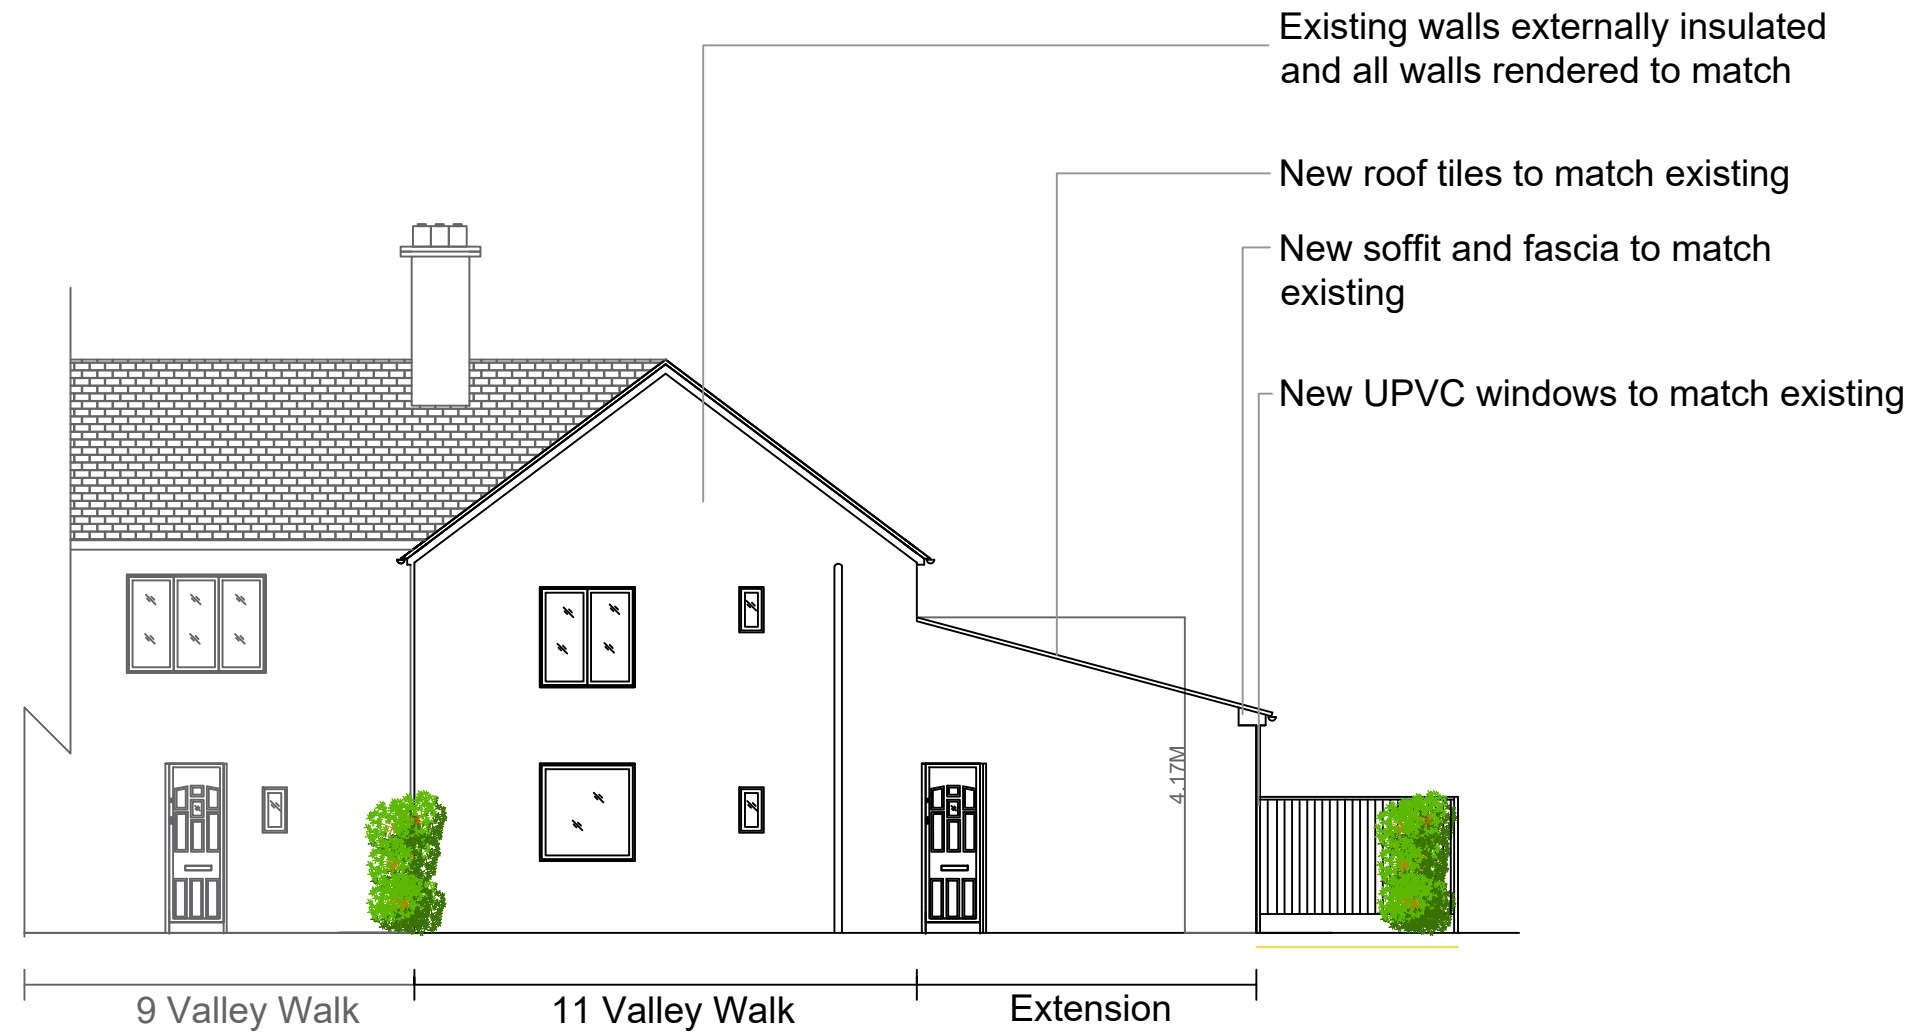 Existing walls externally insulated
and all walls rendered to match
New roof tiles to match existing
New soffit and fascia to match
existing
New UPVC windows to match existing
4.17M
9 Valley Walk
11 Valley Walk
Extension